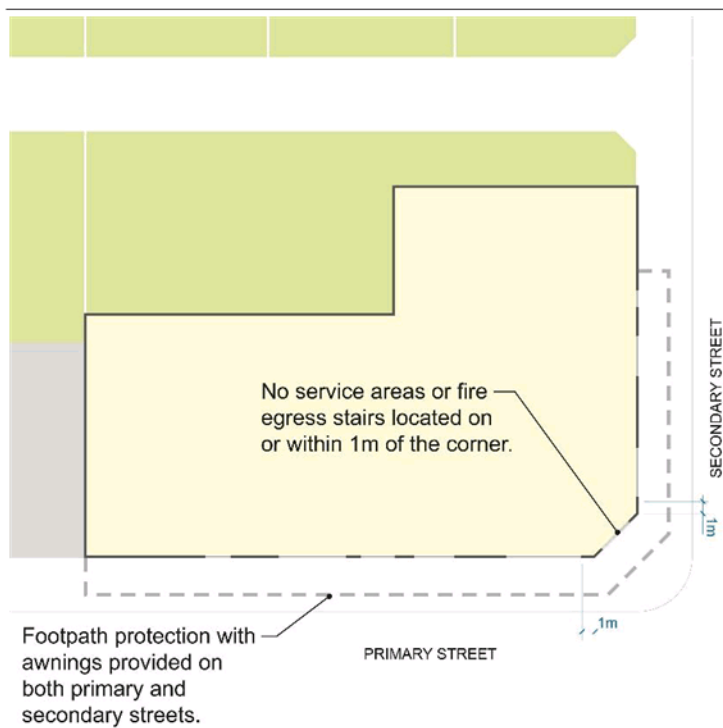 No service areas or fire
egress stairs located on
or within 1m of the corner.
SECONDARY STREET
1m
1m
PRIMARY STREET
Footpath protection with
awnings provided on
both primary and
secondary streets.